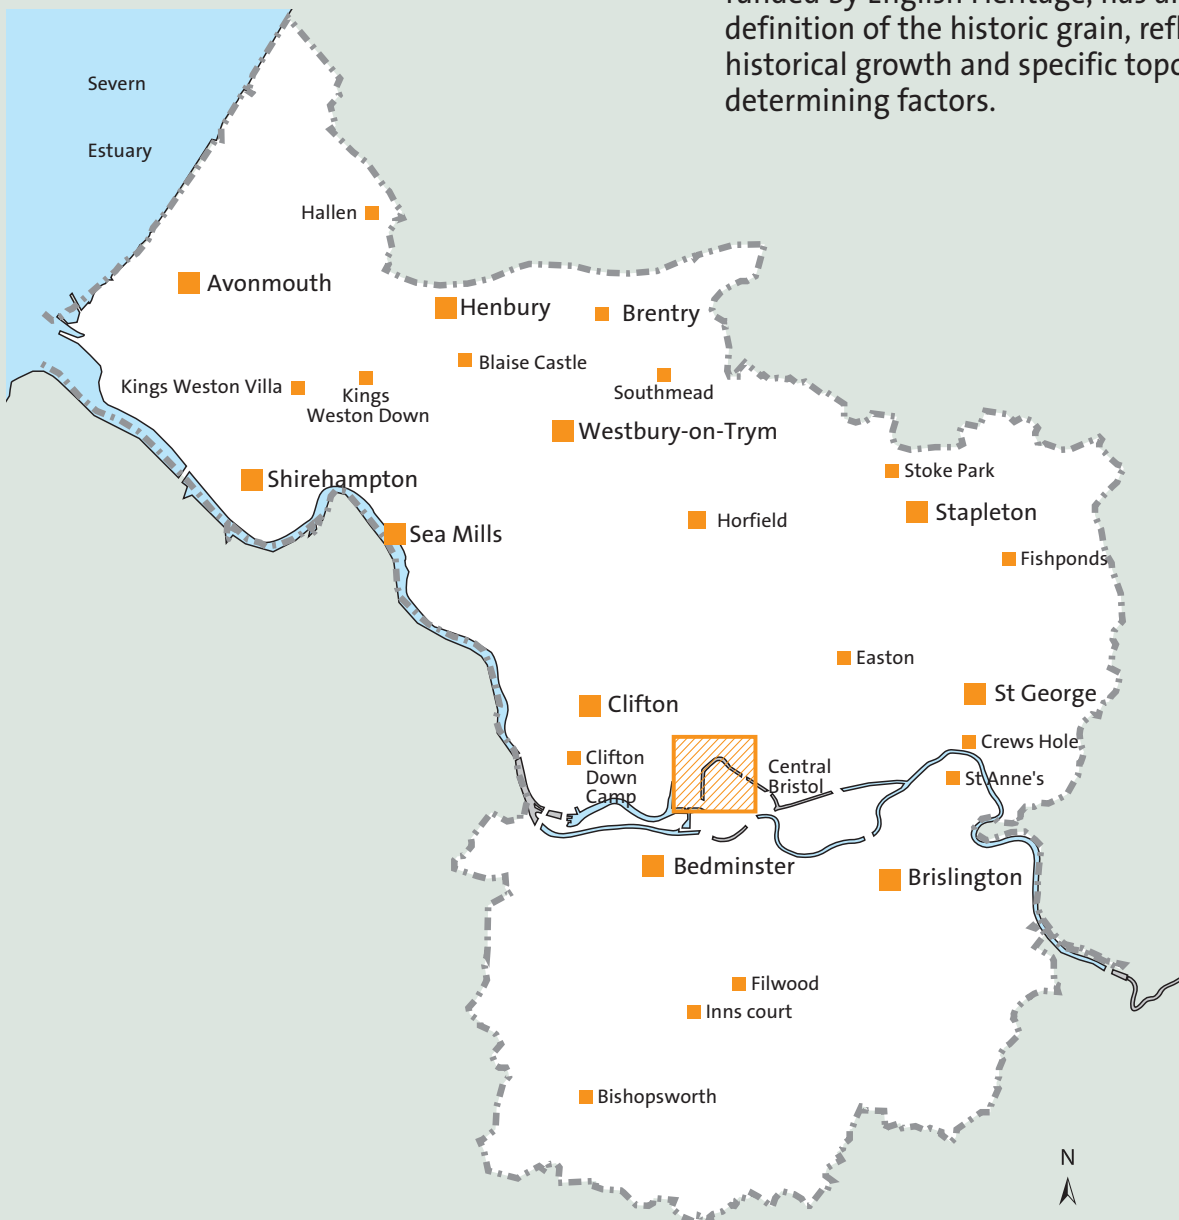 definition of the historic grain, refl
historical growth and specific topo
determining factors.
Severn
Estuary
Hallen
Avonmouth
Henbury
Brentry
Blaise Castle
Kings Weston Villa
Kings
Weston Down
Southmead
Westbury-on-Trym
Shirehampton
Stoke Park
Stapleton
Horfield
Sea Mills
Fishponds
Easton
St George
Clifton
Crews Hole
Clifton
Down
Camp
Central
Bristol
St Anne's
Bedminster
Brislington
Filwood
Inns court
Bishopsworth
N